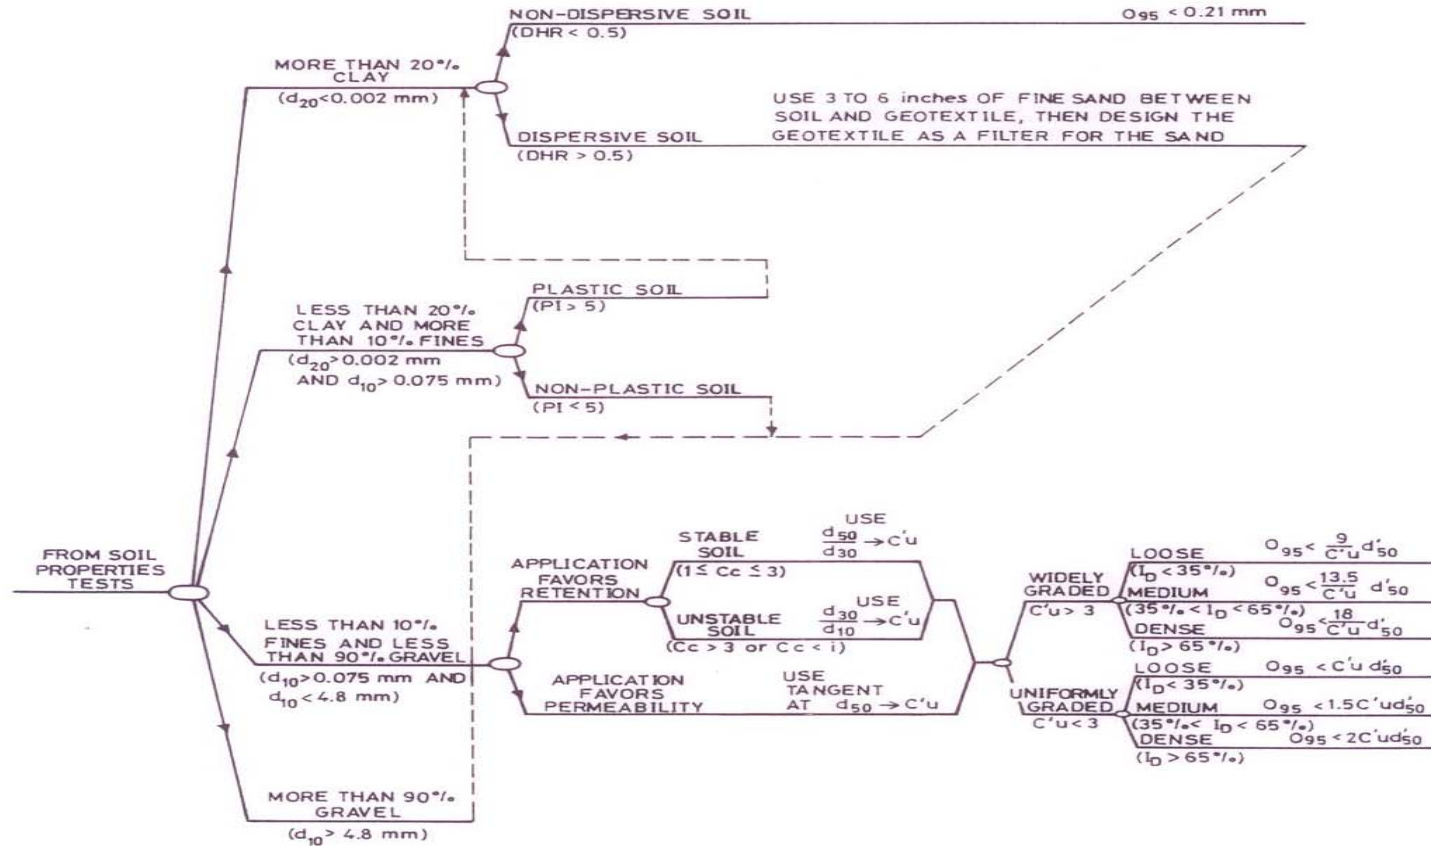 NON-DISPERSIVE SOIL
(DHR < 0.5)
O95 < 0.21 mm
MORE THAN 20%
CLAY
(d20<0.002 mm)
USE 3 TO 6 inches OF FINE SAND BETWEEN
SOIL AND GEOTEXTILE, THEN DESIGN THE
GEOTEXTILE AS A FILTER FOR THE SAND
DISPERSIVE SOIL
(DHR > 0.5)
PLASTIC SOIL
(PI > 5)
LESS THAN 20%
CLAY AND MORE
THAN 10% FINES
(d20>0.002 mm
AND d10>0.075 mm)
NON-PLASTIC SOIL
(PI < 5)
FROM SOIL
PROPERTIES
TESTS
LESS THAN 10%
FINES AND LESS
THAN 90% GRAVEL
(d10>0.075 mm AND
d10<4.8 mm)
APPLICATION
FAVORS
RETENTION
STABLE
SOIL
(1 ≤ Cc ≤ 3)
USE
d50/d30 → C'u
UNSTABLE
SOIL
(Cc > 3 or Cc < i)
USE
d30/d10 → C'u
APPLICATION
FAVORS
PERMEABILITY
USE
TANGENT
AT d50 → C'u
WIDELY
GRADED
C'u > 3
LOOSE
(ID < 35%)
O95 < 9/C'u d'50
MEDIUM
(35% < ID < 65%)
O95 < 13.5/C'u d'50
DENSE
(ID > 65%)
O95 < 18/C'u d'50
UNIFORMLY
GRADED
C'u < 3
LOOSE
(ID < 35%)
O95 < C'u d'50
MEDIUM
(35% < ID < 65%)
O95 < 1.5C'ud'50
DENSE
(ID > 65%)
O95 < 2C'ud'50
MORE THAN 90%
GRAVEL
(d10 > 4.8 mm)